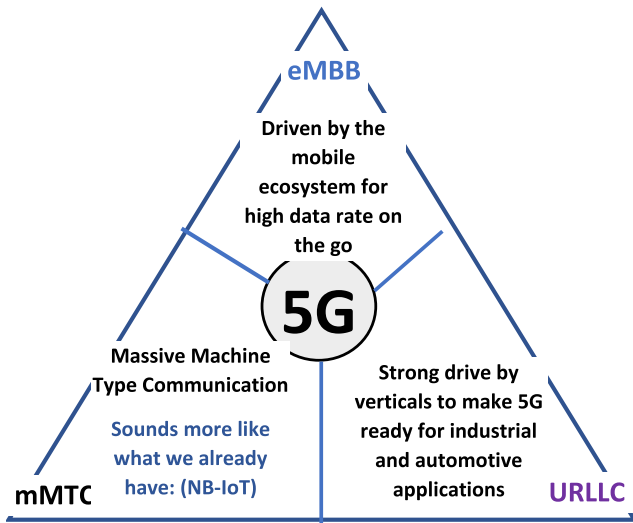 eMBB
Driven by the
mobile
ecosystem for
high data rate on
the go
5G
Massive Machine
Type Communication
Sounds more like
what we already
have: (NB-IoT)
mMTC
Strong drive by
verticals to make 5G
ready for industrial
and automotive
applications
URLLC